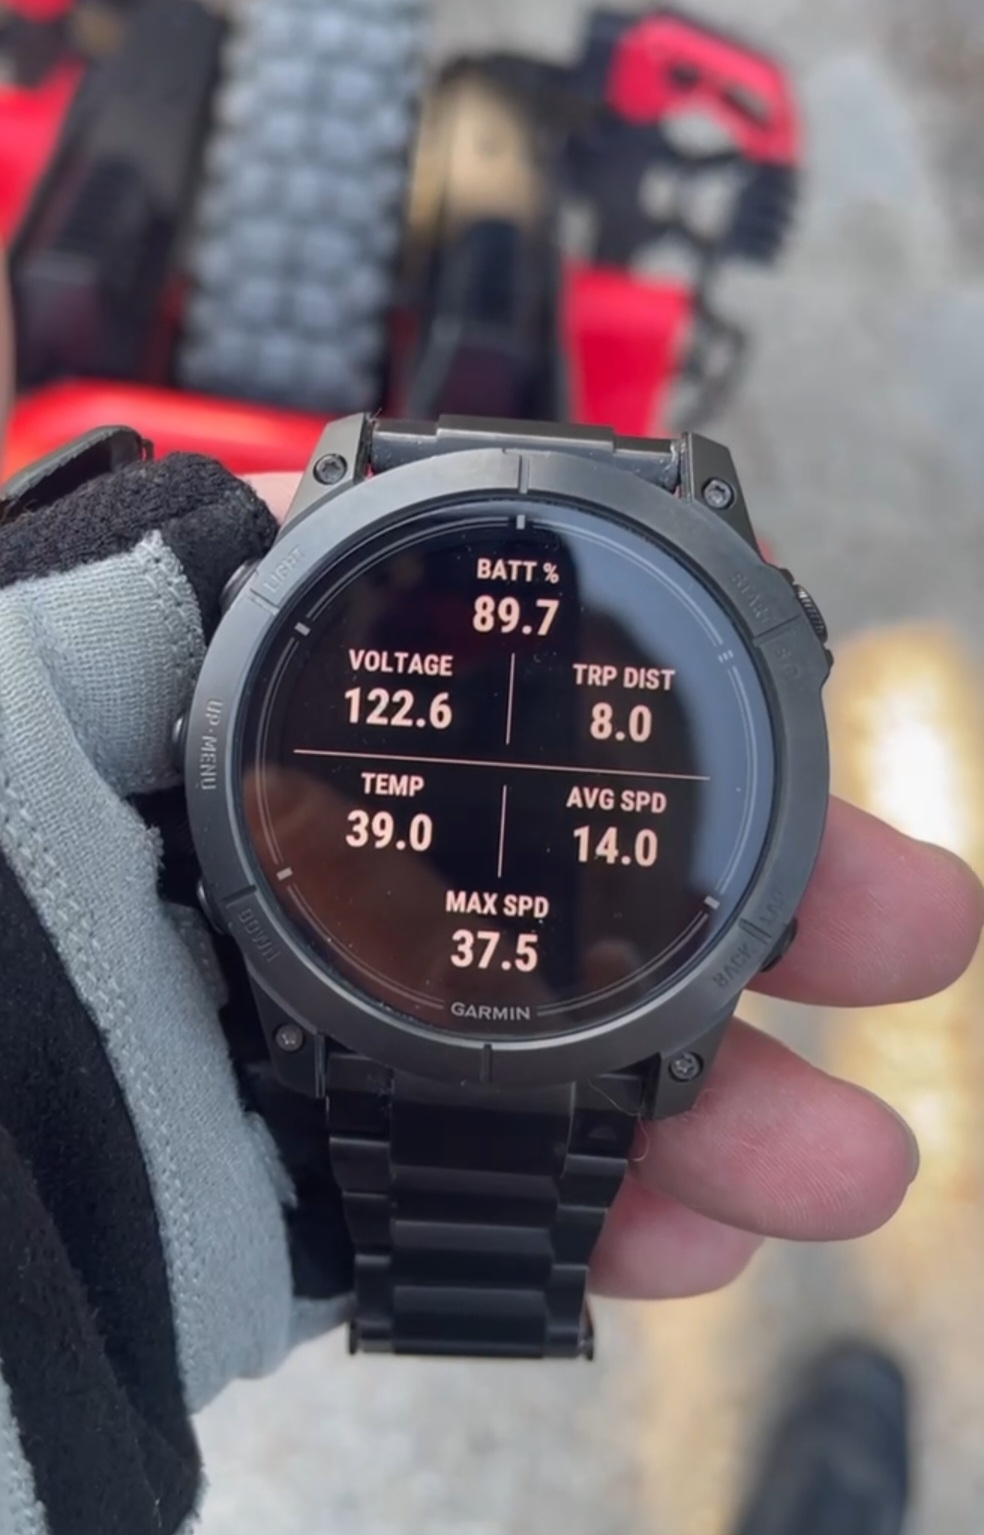 BATT %
89.7
VOLTAGE
122.6
TRP DIST
8.0
TEMP
39.0
AVG SPD
14.0
MAX SPD
37.5
GARMIN
LIGHT
UP·MENU
DOWN
START
BACK
LAP